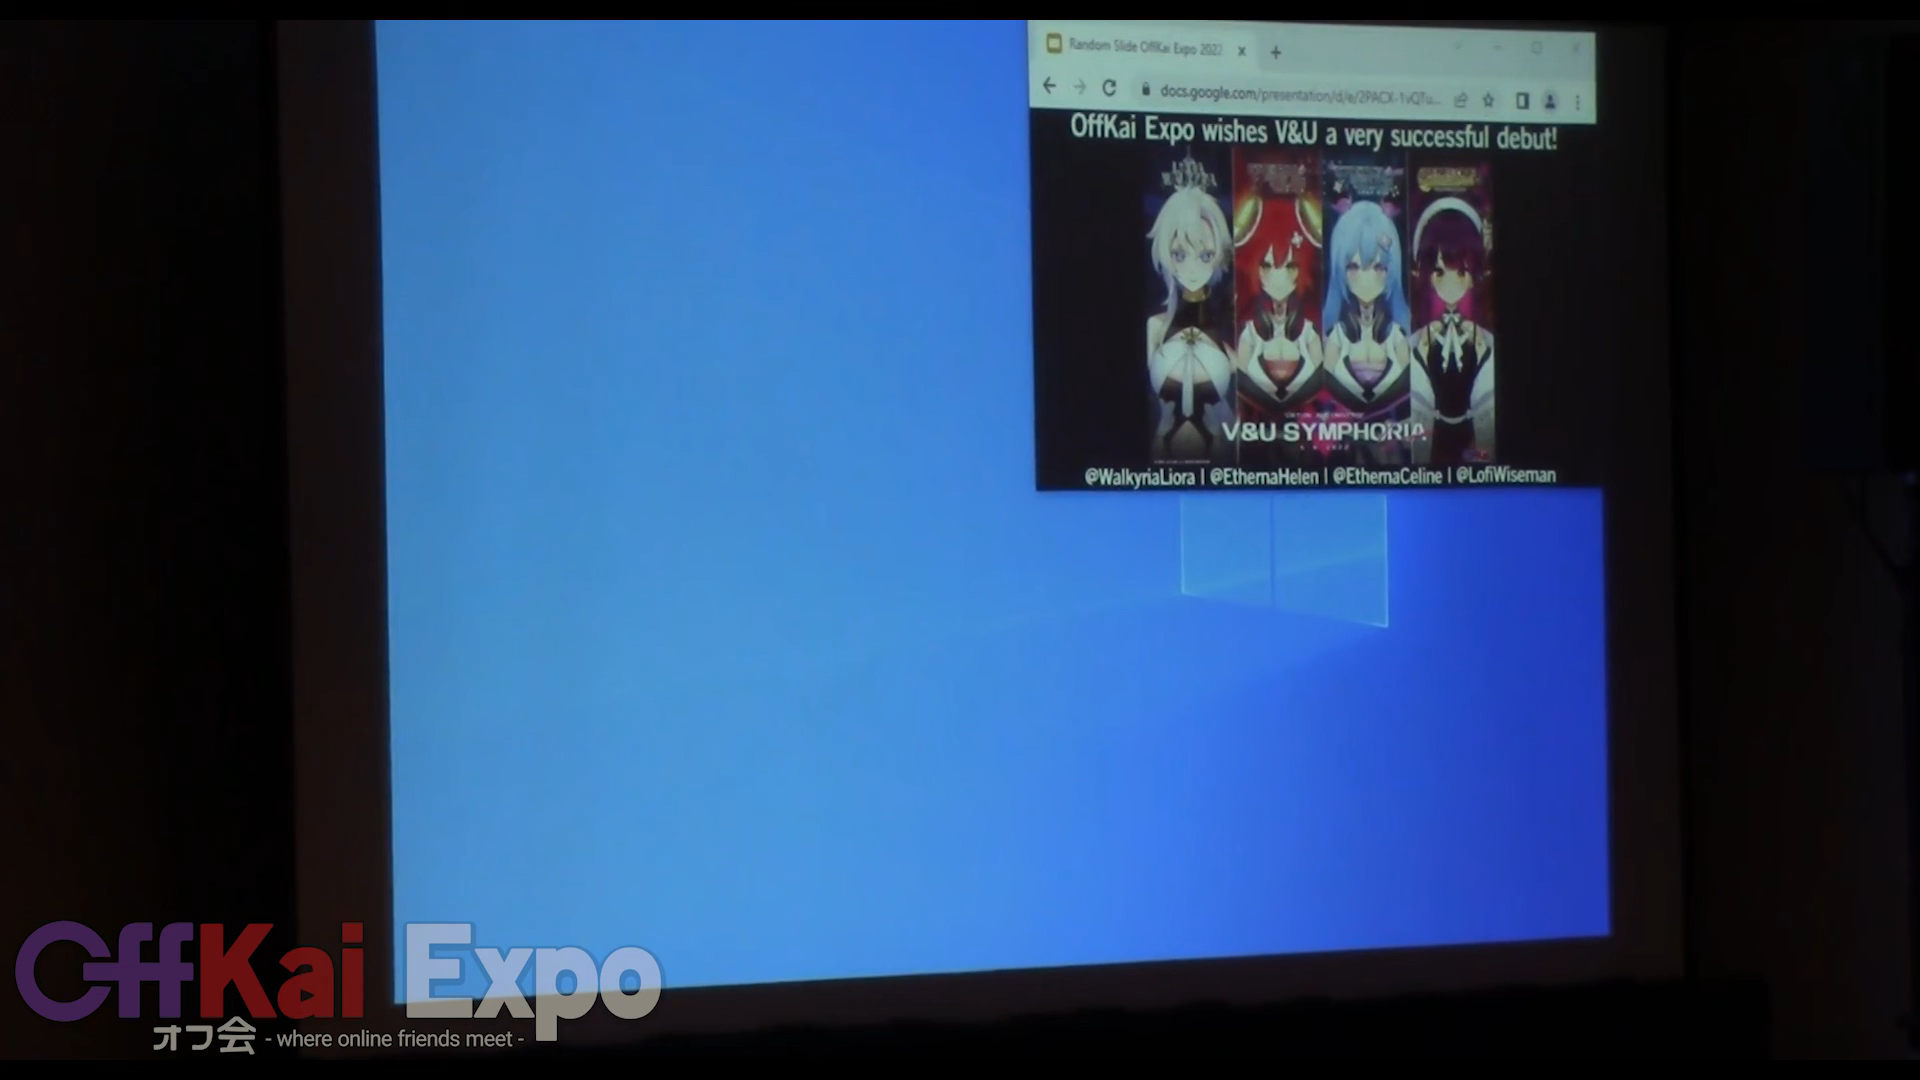 Random Slide OffKai Expo 2022
docs.google.com/presentation/d/e/2PACX-1vQTu...
OffKai Expo wishes V&U a very successful debut!
V&U SYMPHORIA
@WalkyriaLiora | @EthernaHelen | @EthernaCeline | @LofiWiseman
OffKai Expo
オフ会 - where online friends meet -